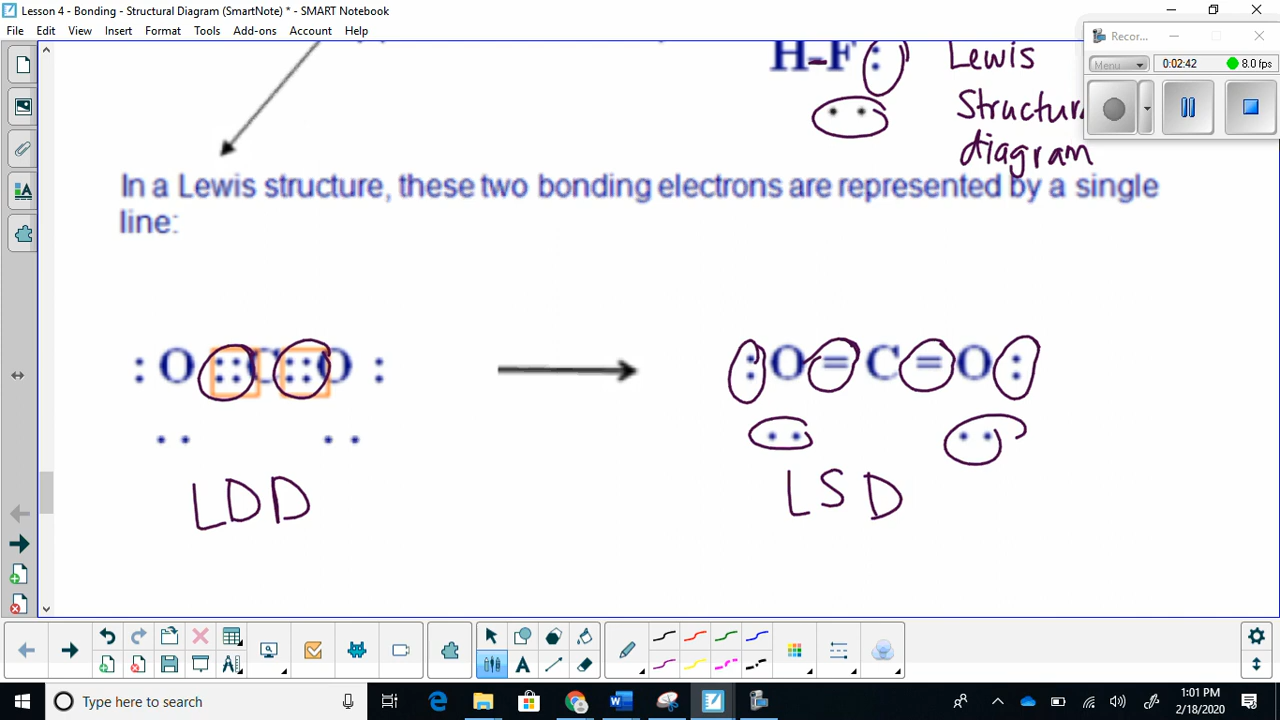 Lesson 4 - Bonding - Structural Diagram (SmartNote) * - SMART Notebook
File Edit View Insert Format Tools Add-ons Account Help
Recor...
Menu 0:02:42 8.0 fps
H-F : Lewis
Structur
diagram
In a Lewis structure, these two bonding electrons are represented by a single
line:
: O :: C :: O : : O = C = O :
LDD LSD
Type here to search
1:01 PM
2/18/2020